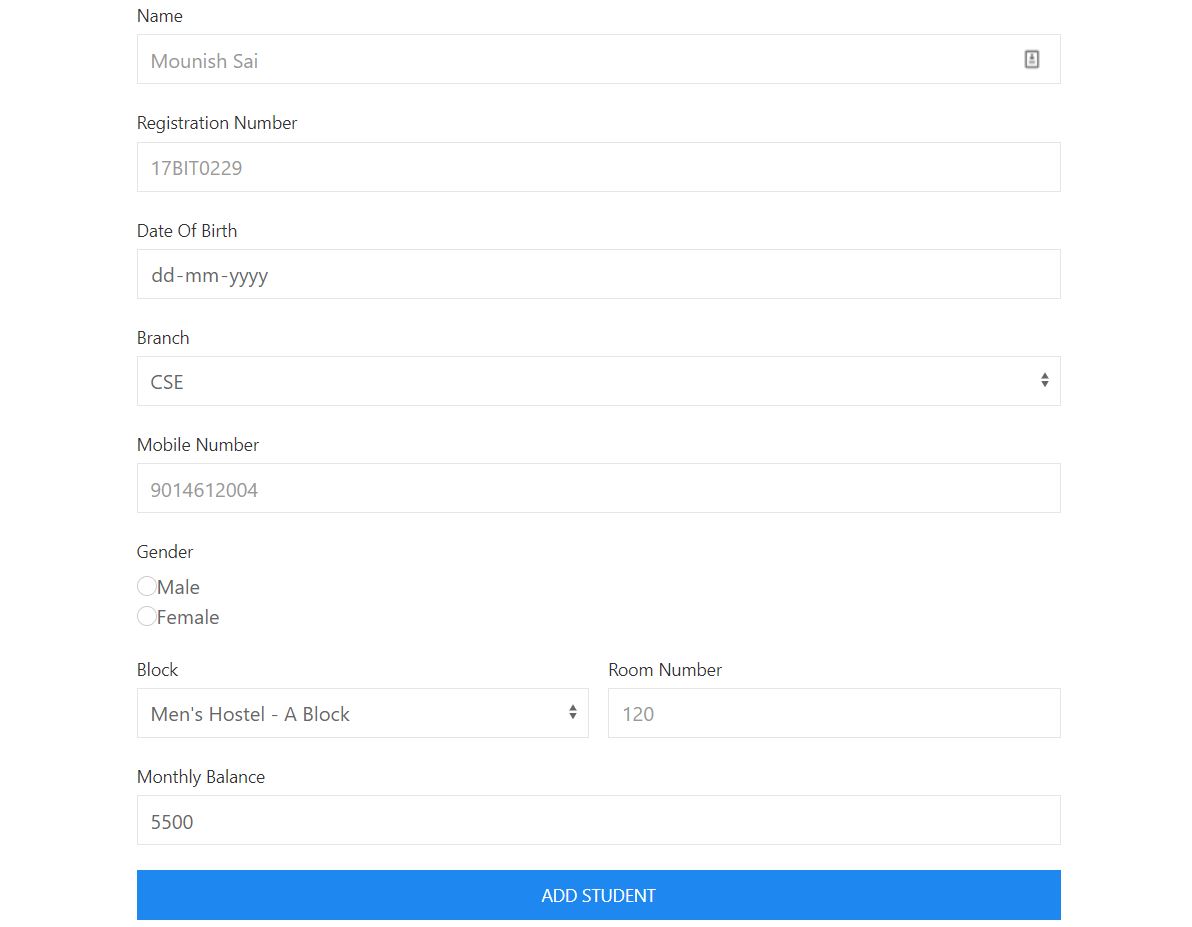 Name
Mounish Sai
Registration Number
17BIT0229
Date Of Birth
dd-mm-yyyy
Branch
CSE
Mobile Number
9014612004
Gender
Male
Female
Block
Room Number
Men's Hostel - A Block
120
Monthly Balance
5500
ADD STUDENT